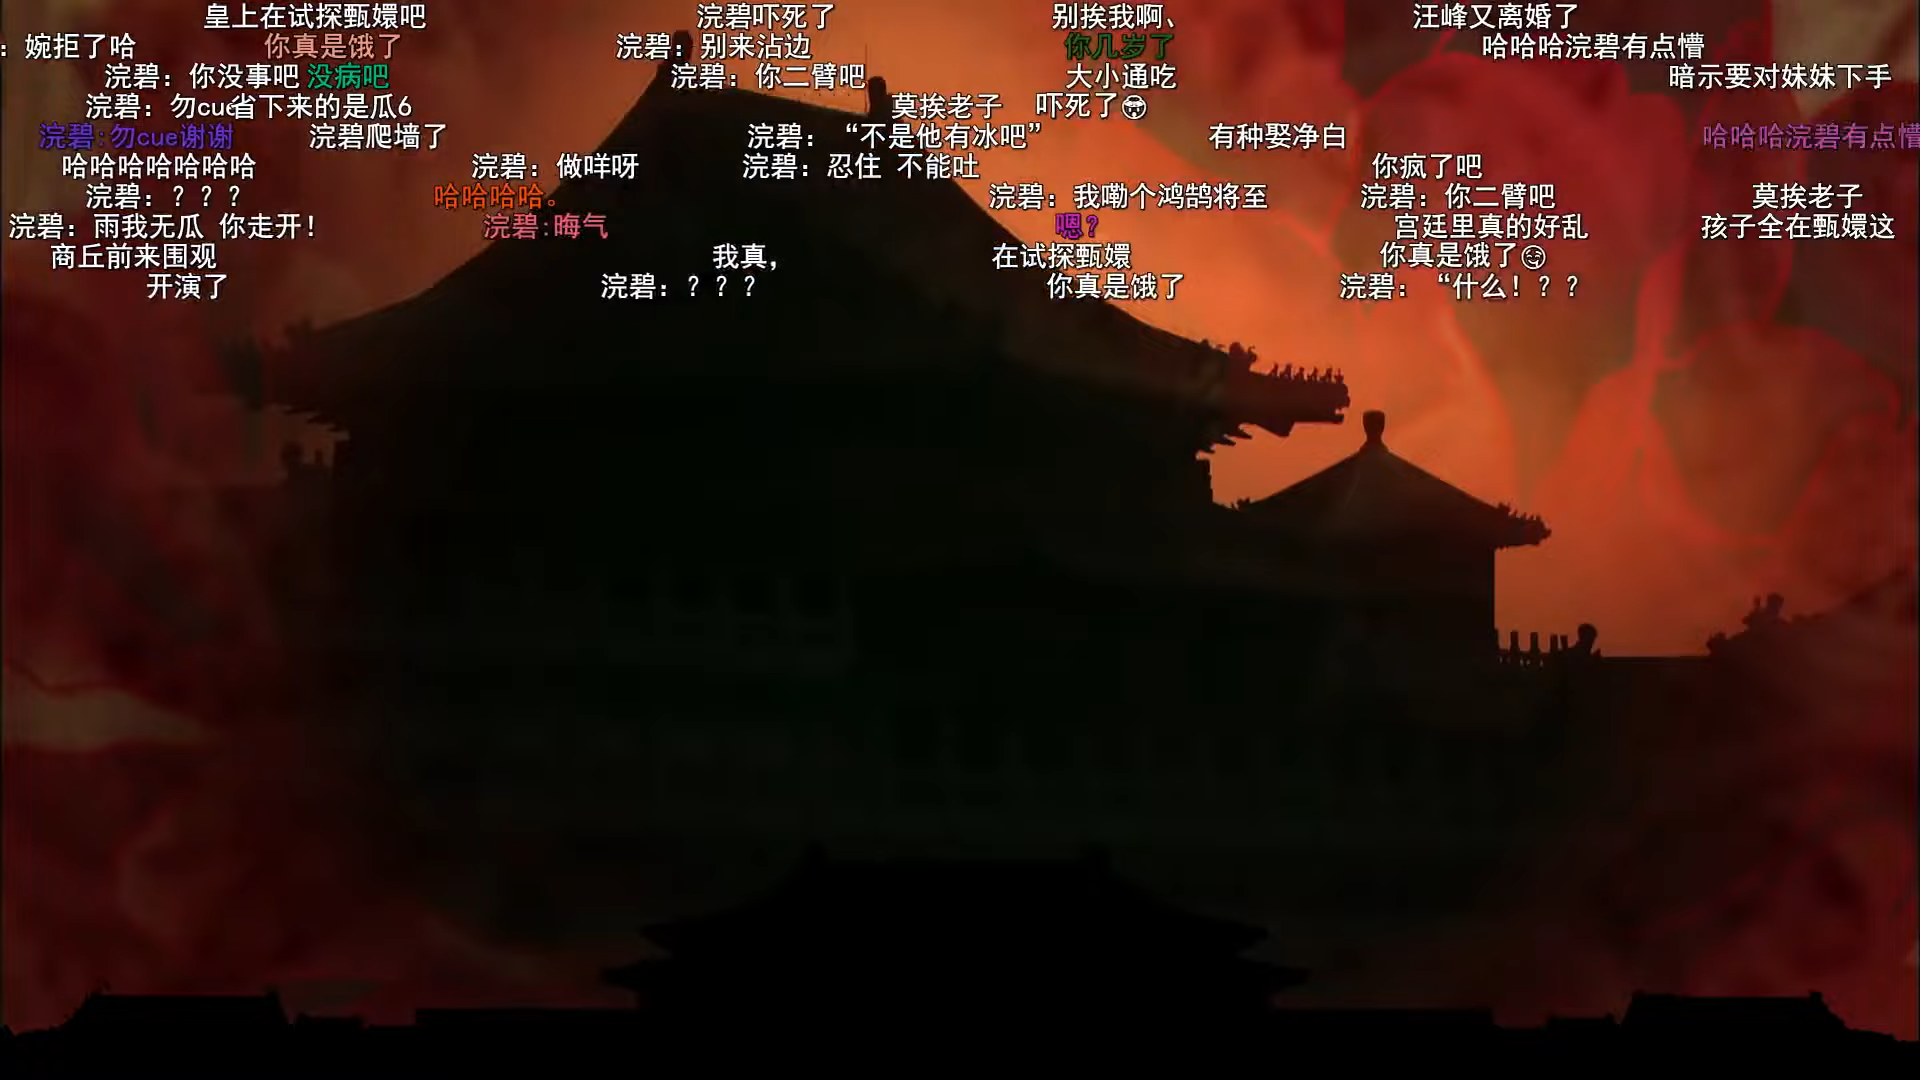 皇上在试探甄嬛吧 浣碧吓死了 别挨我啊、 汪峰又离婚了
：婉拒了哈 你真是饿了 浣碧：别来沾边 你几岁了 哈哈哈浣碧有点懵
浣碧：你没事吧 没病吧 浣碧：你二臂吧 大小通吃 暗示要对妹妹下手
浣碧：勿cue 省下来的是瓜6 莫挨老子 吓死了
浣碧:勿cue谢谢 浣碧爬墙了 浣碧：“不是他有冰吧” 有种娶净白 哈哈哈浣碧有点懵
哈哈哈哈哈哈哈 浣碧：做咩呀 浣碧：忍住 不能吐 你疯了吧
浣碧：？？？ 哈哈哈哈。 浣碧：我嘞个鸿鹄将至 浣碧：你二臂吧 莫挨老子
浣碧：雨我无瓜 你走开！ 浣碧:晦气 嗯？ 宫廷里真的好乱 孩子全在甄嬛这
商丘前来围观 我真， 在试探甄嬛 你真是饿了
开演了 浣碧：？？？ 你真是饿了 浣碧：“什么！？？